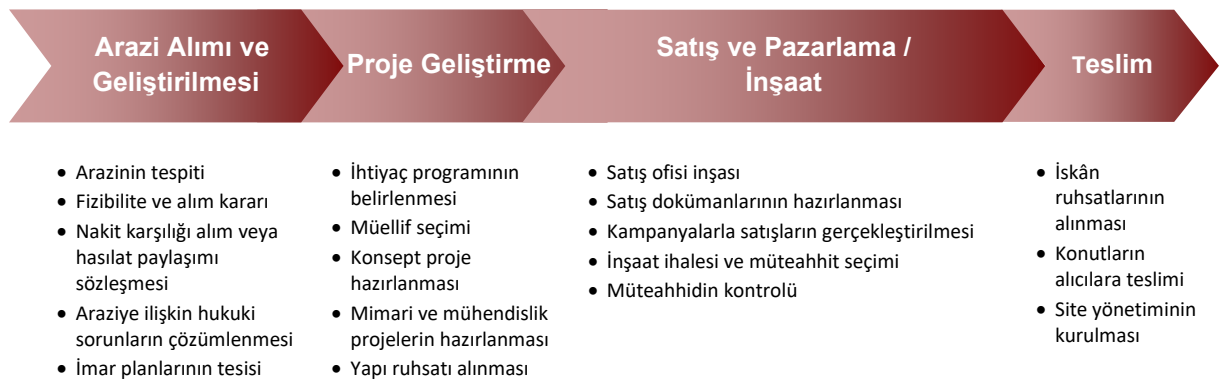 Arazi Alımı ve
Geliştirilmesi
Proje Geliştirme
Satış ve Pazarlama /
İnşaat
Teslim
• Arazinin tespiti
• Fizibilite ve alım kararı
• Nakit karşılığı alım veya
hasılat paylaşımı
sözleşmesi
• Araziye ilişkin hukuki
sorunların çözümlenmesi
• İmar planlarının tesisi
• İhtiyaç programının
belirlenmesi
• Müellif seçimi
• Konsept proje
hazırlanması
• Mimari ve mühendislik
projelerin hazırlanması
• Yapı ruhsatı alınması
• Satış ofisi inşası
• Satış dokümanlarının hazırlanması
• Kampanyalarla satışların gerçekleştirilmesi
• İnşaat ihalesi ve müteahhit seçimi
• Müteahhidin kontrolü
• İskân
ruhsatlarının
alınması
• Konutların
alıcılara teslimi
• Site yönetiminin
kurulması